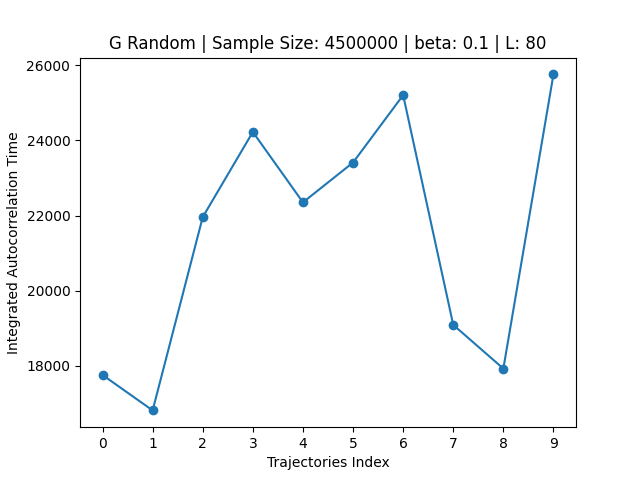 G Random | Sample Size: 4500000 | beta: 0.1 | L: 80
Integrated Autocorrelation Time
26000
24000
22000
20000
18000
0 1 2 3 4 5 6 7 8 9
Trajectories Index